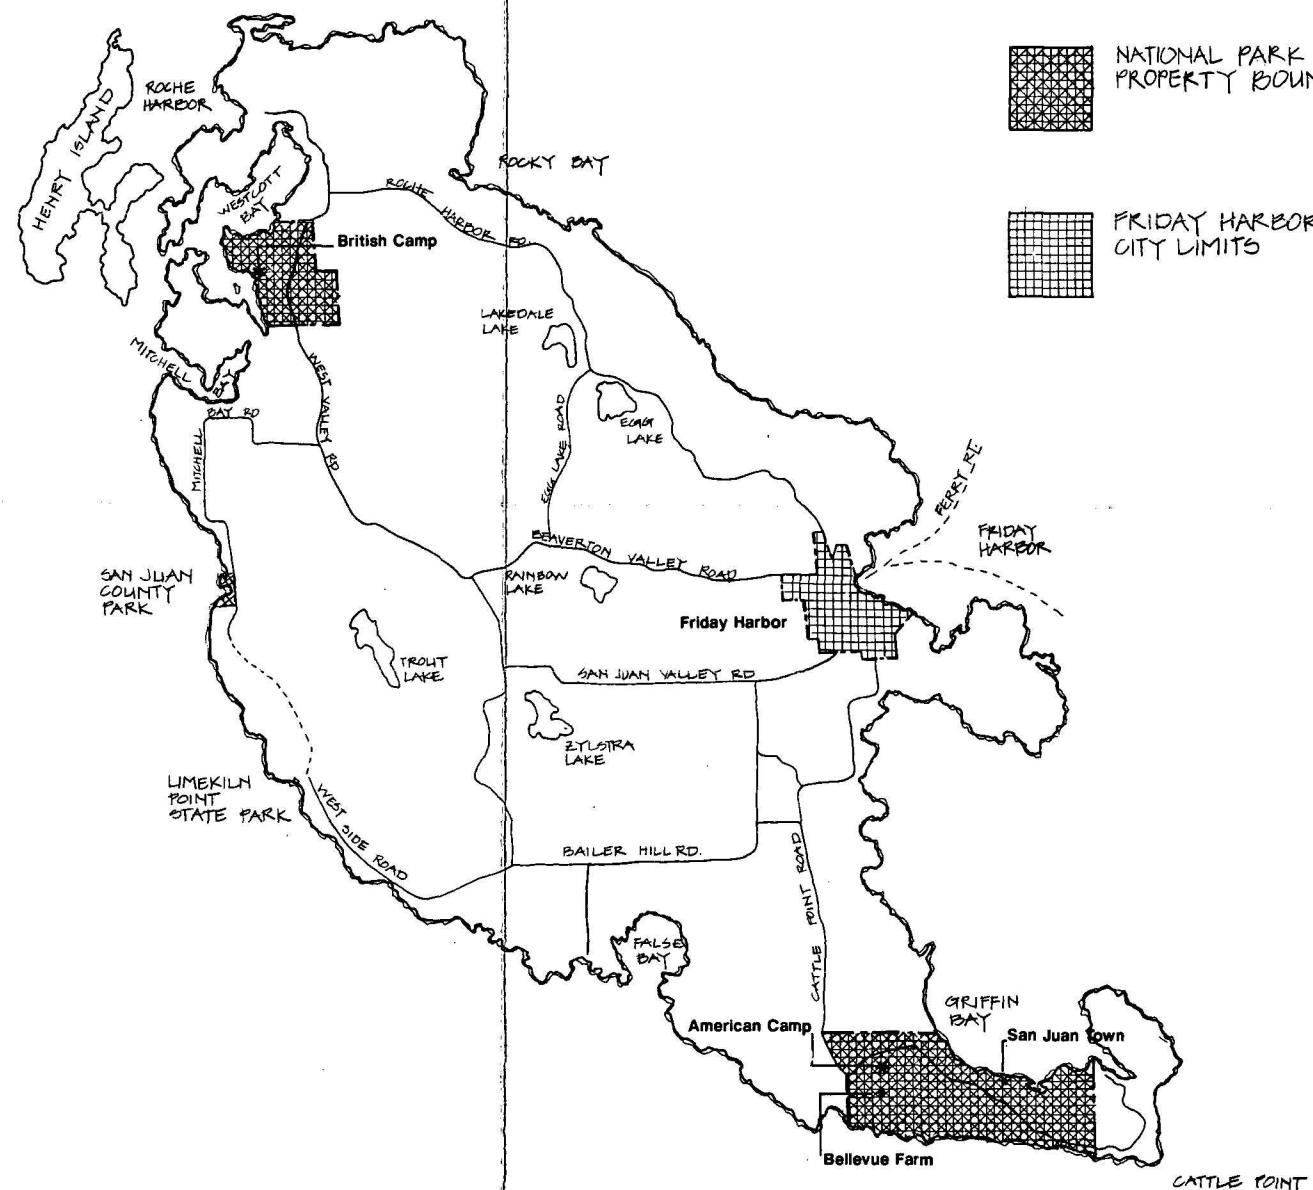 NATIONAL PARK
PROPERTY BOUN
FRIDAY HARBOR
CITY LIMITS
ROCHE
HARBOR
HENRY ISLAND
WESTCOTT
BAY
ROCKY BAY
ROCHE HARBOR RD.
British Camp
LAKEDALE
LAKE
MITCHELL
BAY
WEST VALLEY RD
EGG
LAKE
EGG LAKE ROAD
BAY RD
MITCHELL
FERRY RT.
FRIDAY
HARBOR
BEAVERTON VALLEY ROAD
RAINBOW
LAKE
SAN JUAN
COUNTY
PARK
Friday Harbor
TROUT
LAKE
SAN JUAN VALLEY RD
ZYLSTRA
LAKE
LIMEKILN
POINT
STATE PARK
WEST SIDE ROAD
BAILER HILL RD.
CATTLE POINT ROAD
FALSE
BAY
GRIFFIN
BAY
American Camp
San Juan Town
Bellevue Farm
CATTLE POINT